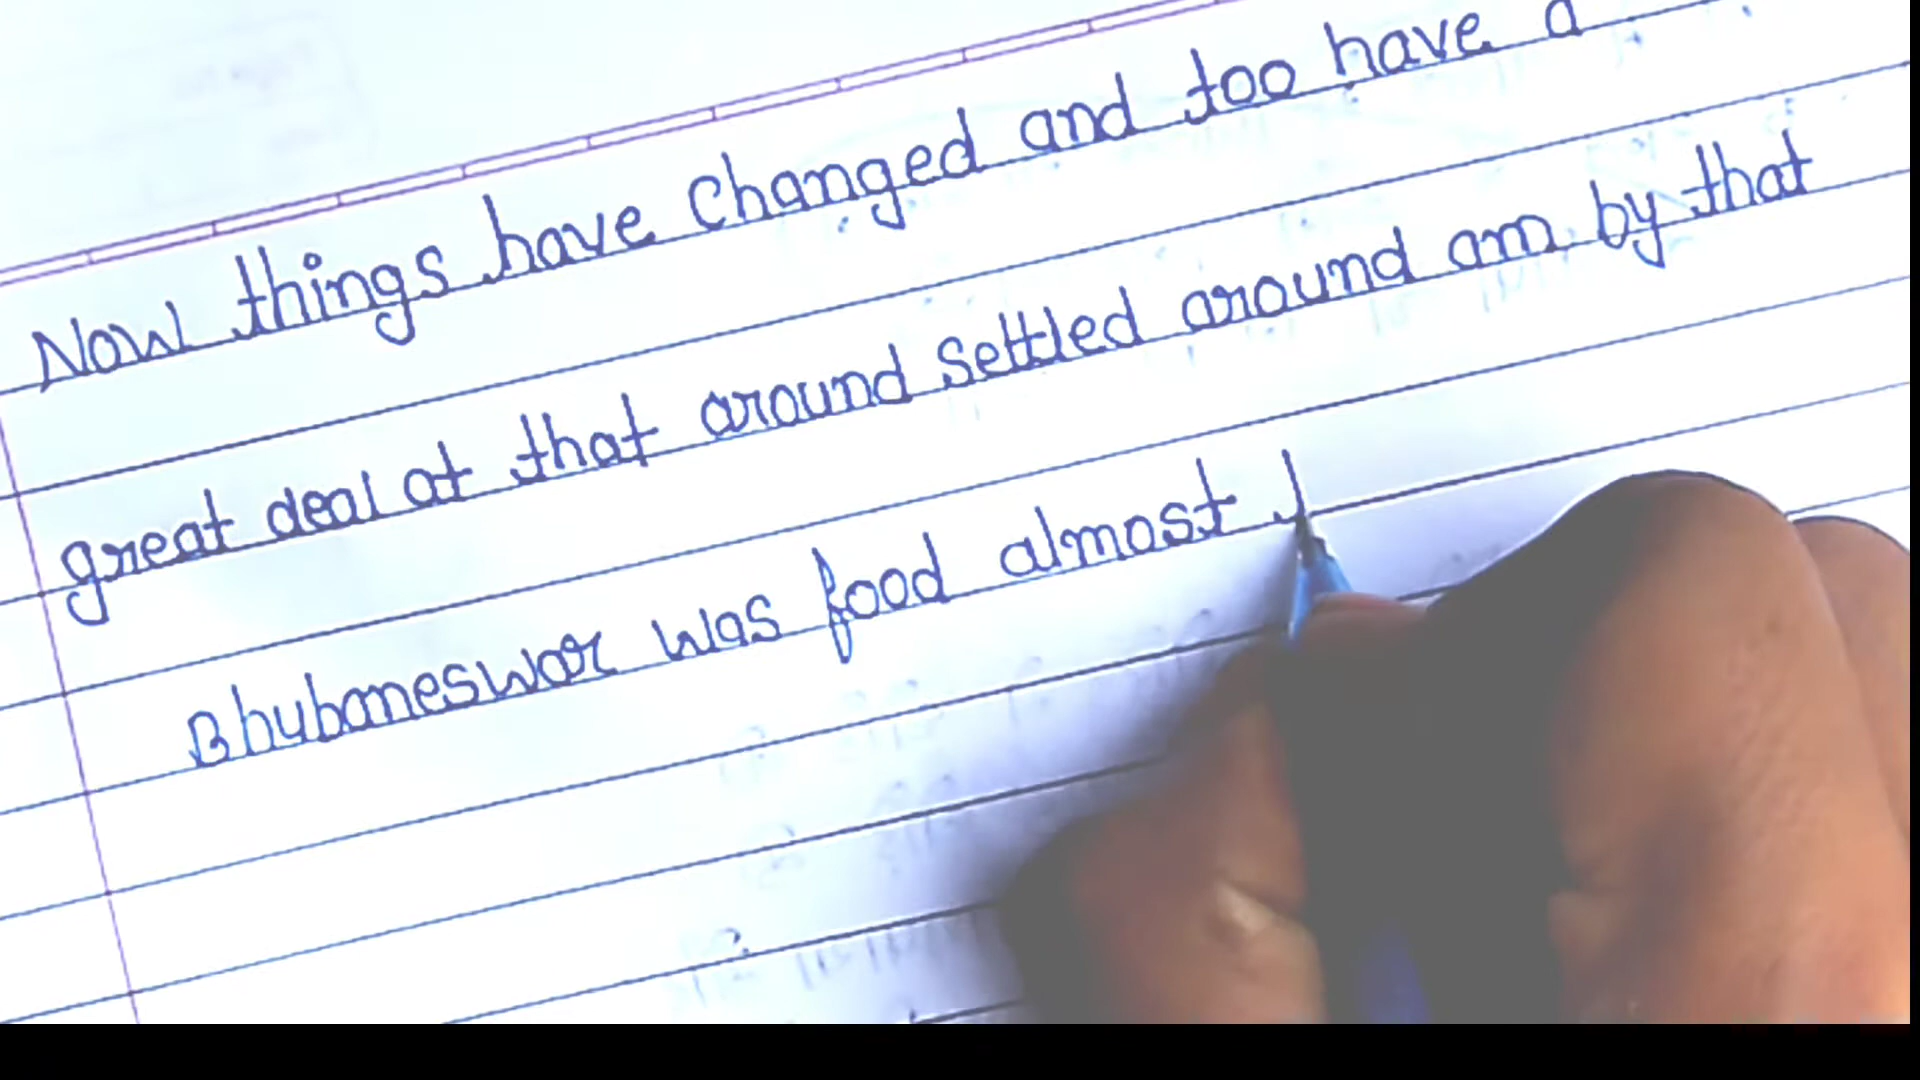 Now things have Changed and too have a
great deal at that around settled around am by that
Bhubaneswar was food almost